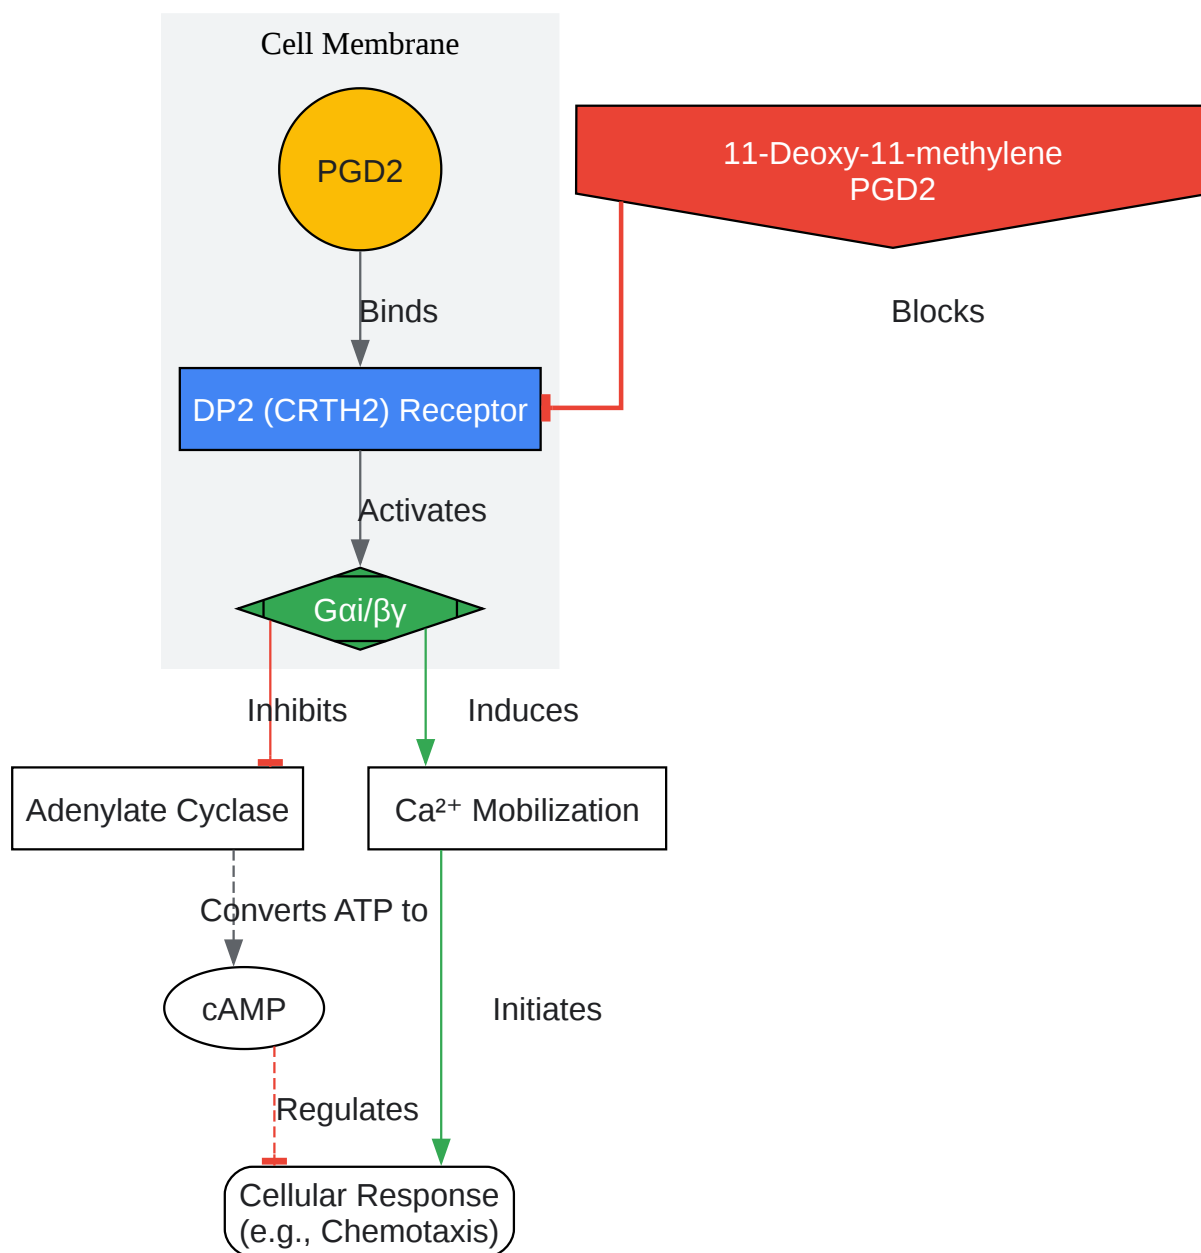 Cell Membrane
PGD2
11-Deoxy-11-methylene
PGD2
Binds
Blocks
DP2 (CRTH2) Receptor
Activates
Gαi/βγ
Inhibits
Induces
Adenylate Cyclase
Ca²⁺ Mobilization
Converts ATP to
cAMP
Initiates
Regulates
Cellular Response
(e.g., Chemotaxis)